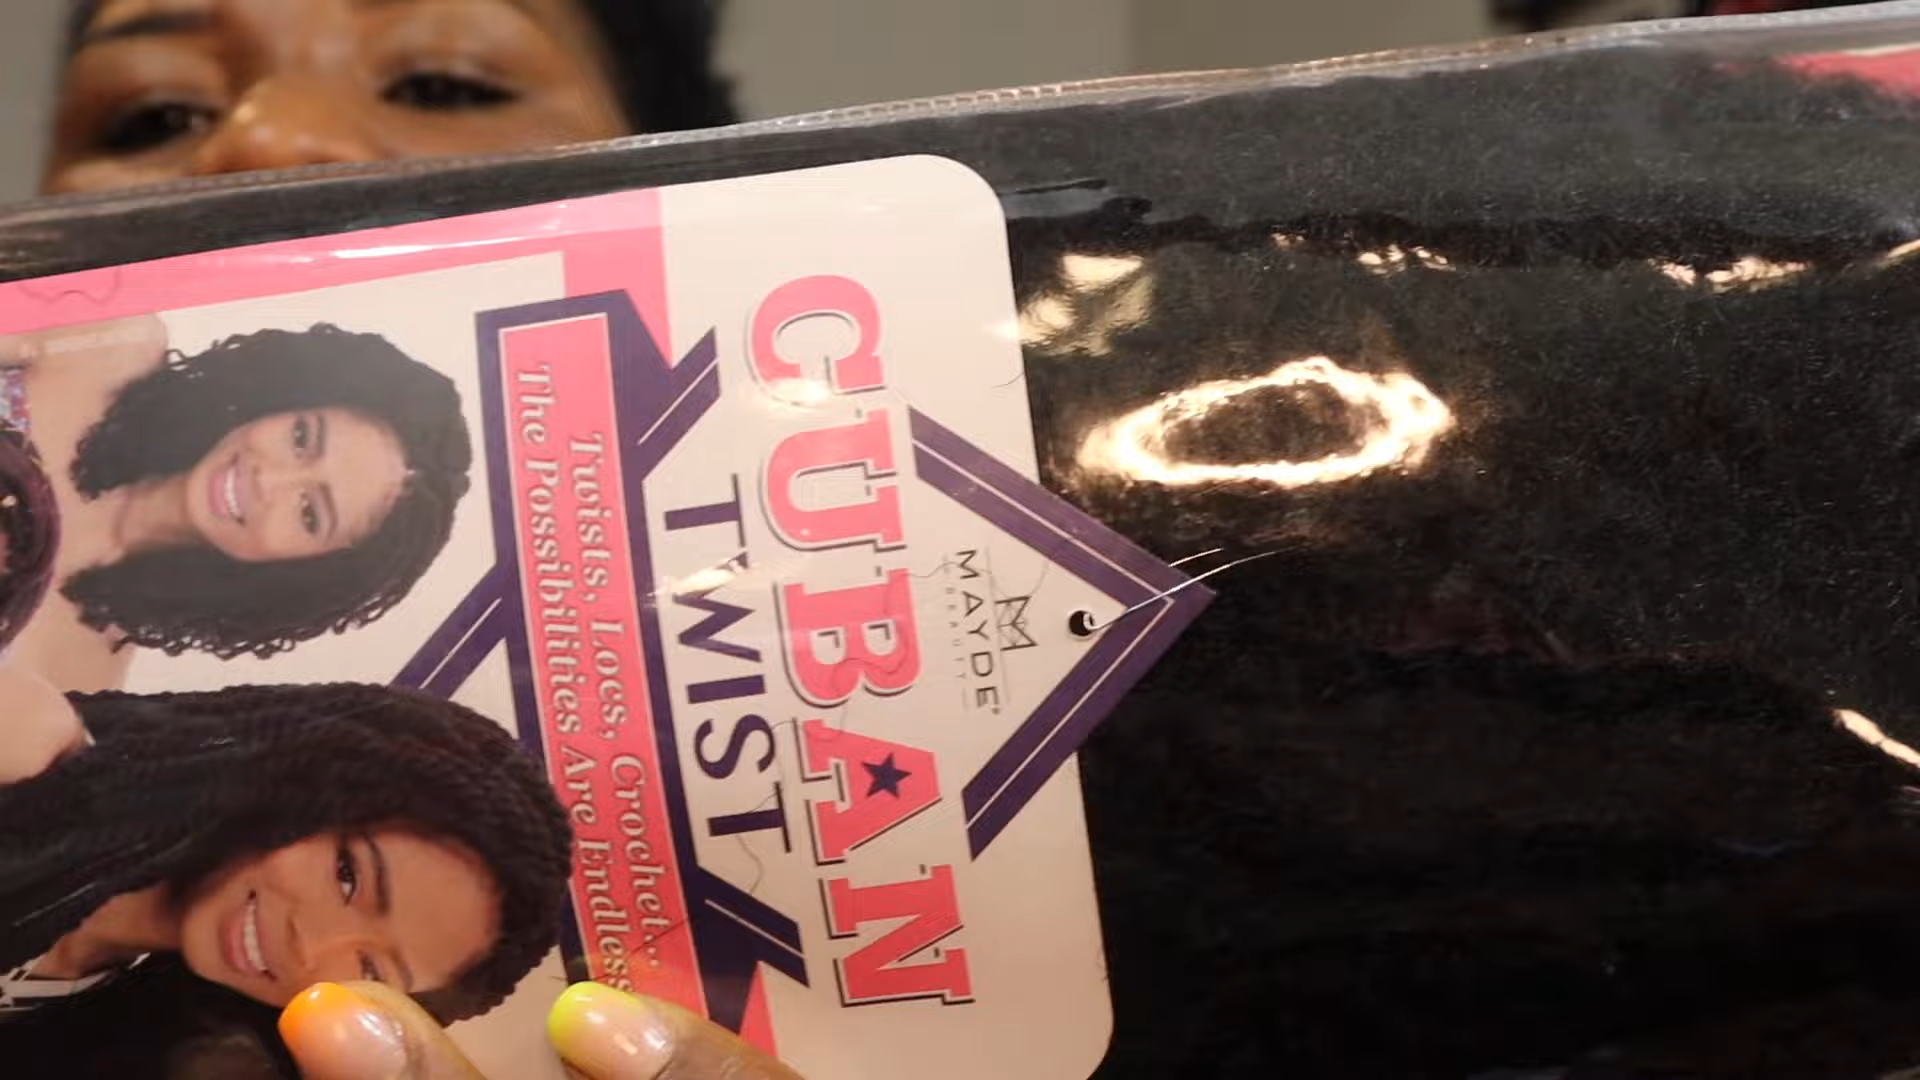 MAYDE®
BEAUTY
CUBAN
TWIST
Twists, Locs, Crochet...
The Possibilities Are Endless